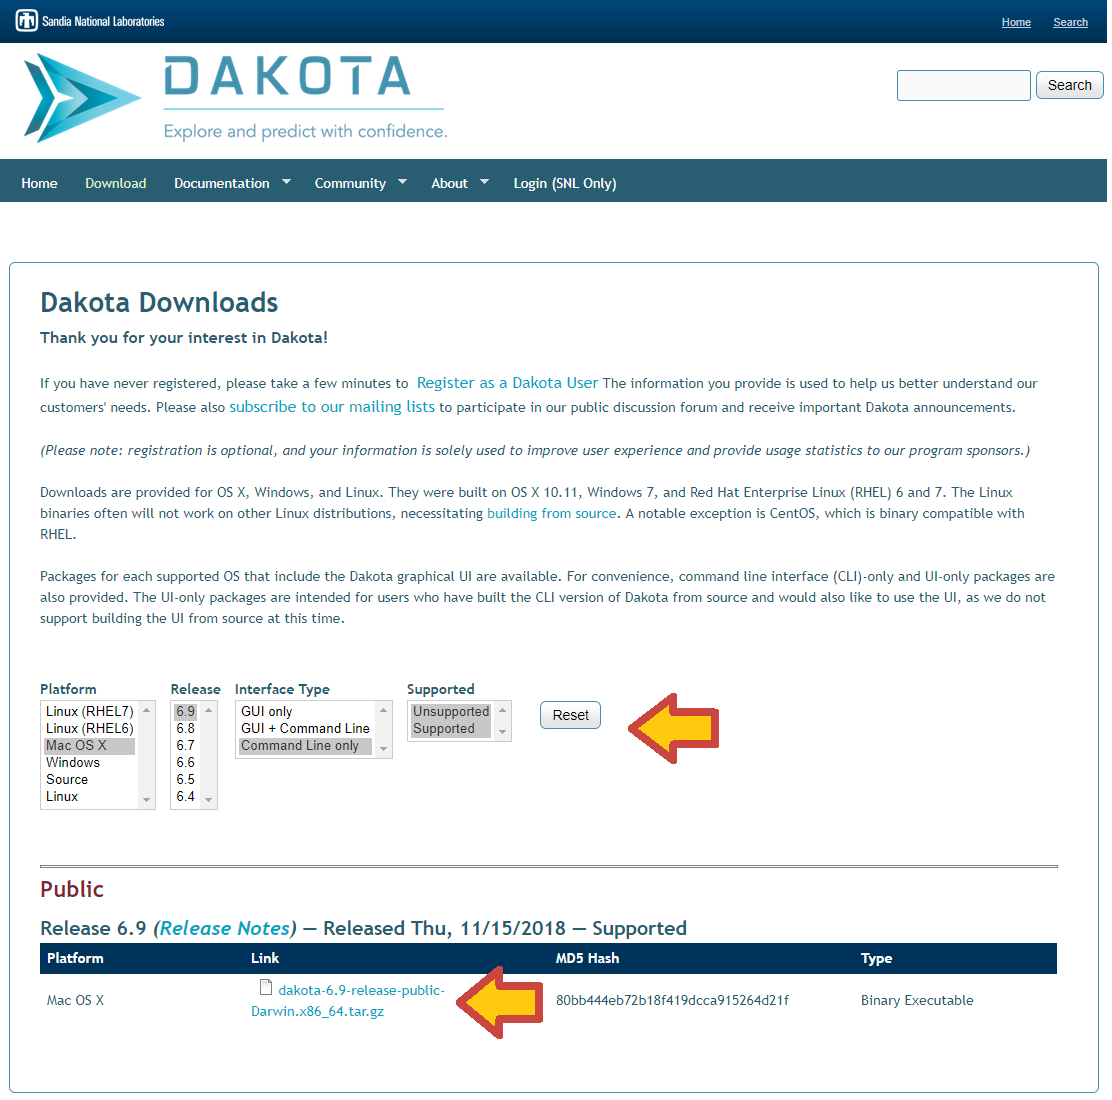 Sandia National Laboratories
Home Search
DAKOTA
Explore and predict with confidence.
Search
Home Download Documentation Community About Login (SNL Only)
Dakota Downloads
Thank you for your interest in Dakota!
If you have never registered, please take a few minutes to Register as a Dakota User The information you provide is used to help us better understand our
customers' needs. Please also subscribe to our mailing lists to participate in our public discussion forum and receive important Dakota announcements.
(Please note: registration is optional, and your information is solely used to improve user experience and provide usage statistics to our program sponsors.)
Downloads are provided for OS X, Windows, and Linux. They were built on OS X 10.11, Windows 7, and Red Hat Enterprise Linux (RHEL) 6 and 7. The Linux
binaries often will not work on other Linux distributions, necessitating building from source. A notable exception is CentOS, which is binary compatible with
RHEL.
Packages for each supported OS that include the Dakota graphical UI are available. For convenience, command line interface (CLI)-only and UI-only packages are
also provided. The UI-only packages are intended for users who have built the CLI version of Dakota from source and would also like to use the UI, as we do not
support building the UI from source at this time.
Platform Release Interface Type Supported
Linux (RHEL7) 6.9 GUI only Unsupported Reset
Linux (RHEL6) 6.8 GUI + Command Line Supported
Mac OS X 6.7 Command Line only
Windows 6.6
Source 6.5
Linux 6.4
Public
Release 6.9 (Release Notes) — Released Thu, 11/15/2018 — Supported
Platform Link MD5 Hash Type
Mac OS X dakota-6.9-release-public- 80bb444eb72b18f419dcca915264d21f Binary Executable
Darwin.x86_64.tar.gz